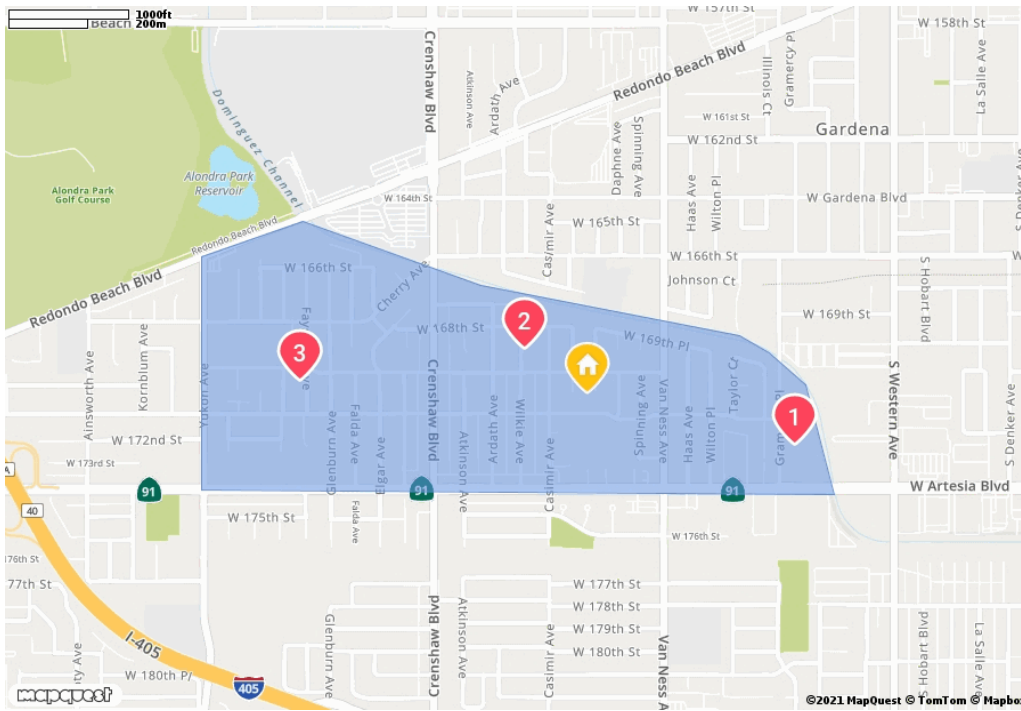 1000ft
200m
Beach
W 157th St
W 158th St
Crenshaw Blvd
Atkinson Ave
Ardath Ave
Redondo Beach Blvd
Illinois Ct
Gramercy Pl
La Salle Ave
Dominguez Channel
W 161st St
W 162nd St
Gardena
Daphne Ave
Spinning Ave
S Denker Ave
Alondra Park
Reservoir
Alondra Park
Golf Course
W 164th St
Haas Ave
Wilton Pl
W Gardena Blvd
Redondo Beach Blvd
Casimir Ave
W 165th St
W 166th St
W 166th St
Cherry Ave
Johnson Ct
S Hobart Blvd
Redondo Beach Blvd
W 168th St
W 169th Pl
W 169th St
2
3
1
Ainsworth Ave
Kornblum Ave
Yukon Ave
Crenshaw Blvd
Taylor Ct
S Western Ave
Glenburn Ave
Falda Ave
Elgar Ave
Atkinson Ave
Ardath Ave
Wilkie Ave
Casimir Ave
Spinning Ave
Van Ness Ave
Haas Ave
Wilton Pl
S Denker Ave
W 172nd St
W 173rd St
91
91
91
W Artesia Blvd
40
W 175th St
Falda Ave
W 176th St
176th St
77th St
W 177th St
W 178th St
W 179th St
W 180th St
Glenburn Ave
Crenshaw Blvd
Atkinson Ave
Casimir Ave
S Hobart Blvd
La Salle Ave
I-405
W 180th Pl
405
mapquest
©2021 MapQuest © TomTom © Mapbox